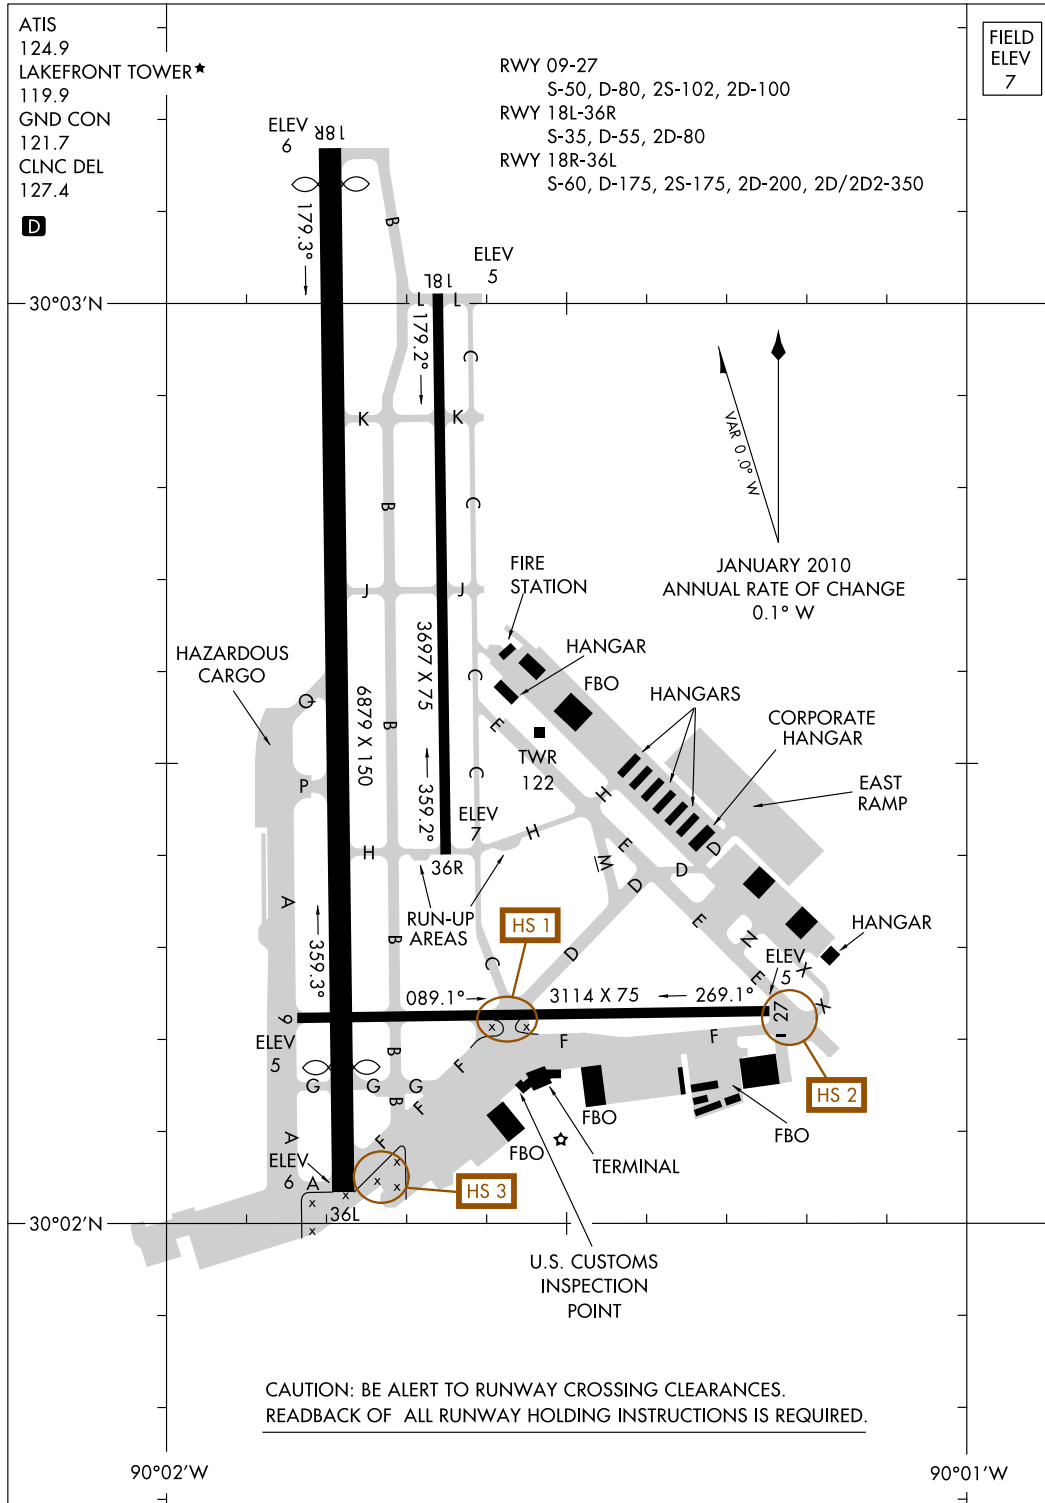 ATIS
124.9
LAKEFRONT TOWER★
119.9
GND CON
121.7
CLNC DEL
127.4
D
RWY 09-27
S-50, D-80, 2S-102, 2D-100
RWY 18L-36R
S-35, D-55, 2D-80
RWY 18R-36L
S-60, D-175, 2S-175, 2D-200, 2D/2D2-350
FIELD
ELEV
7
ELEV
6
18R
179.3°
B
ELEV
5
18L
L
L
30°03'N
179.2°
C
K
K
B
C
VAR 0.0° W
JANUARY 2010
ANNUAL RATE OF CHANGE
0.1° W
FIRE
STATION
J
J
HANGAR
FBO
HANGARS
CORPORATE
HANGAR
EAST
RAMP
HAZARDOUS
CARGO
3697 X 75
6879 X 150
C
Q
B
E
TWR
122
P
C
H
359.2°
ELEV
7
H
H
E
D
36R
M
D
D
RUN-UP
AREAS
A
HS 1
E
N
HANGAR
359.3°
B
C
D
ELEV
5
E
X
X
089.1°
3114 X 75
269.1°
27
9
ELEV
5
B
F
F
F
G
G
G
B
F
HS 2
FBO
FBO
FBO
TERMINAL
A
F
ELEV
6
A
x
x
x
x
x
x
x
x
HS 3
36L
30°02'N
U.S. CUSTOMS
INSPECTION
POINT
CAUTION: BE ALERT TO RUNWAY CROSSING CLEARANCES.
READBACK OF ALL RUNWAY HOLDING INSTRUCTIONS IS REQUIRED.
90°02'W
90°01'W